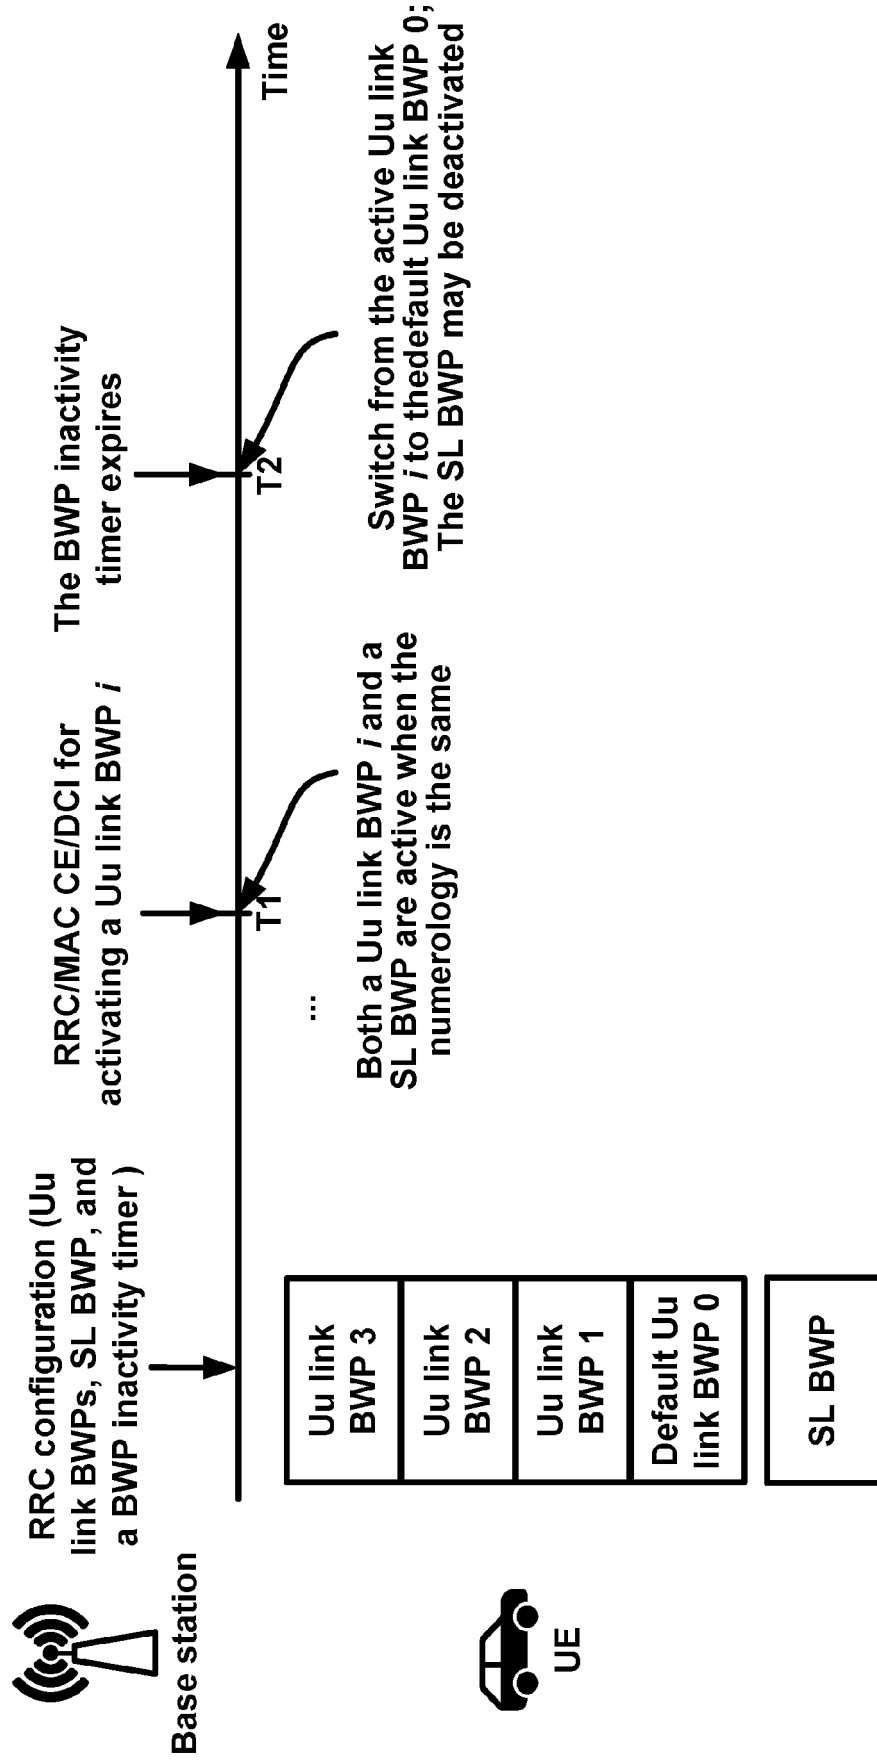 Base station
RRC configuration (Uu
link BWPs, SL BWP, and
a BWP inactivity timer )
RRC/MAC CE/DCI for
activating a Uu link BWP i
The BWP inactivity
timer expires
T1
T2
Time
UE
Uu link
BWP 3
Uu link
BWP 2
Uu link
BWP 1
Default Uu
link BWP 0
SL BWP
...
Both a Uu link BWP i and a
SL BWP are active when the
numerology is the same
Switch from the active Uu link
BWP i to thedefault Uu link BWP 0;
The SL BWP may be deactivated